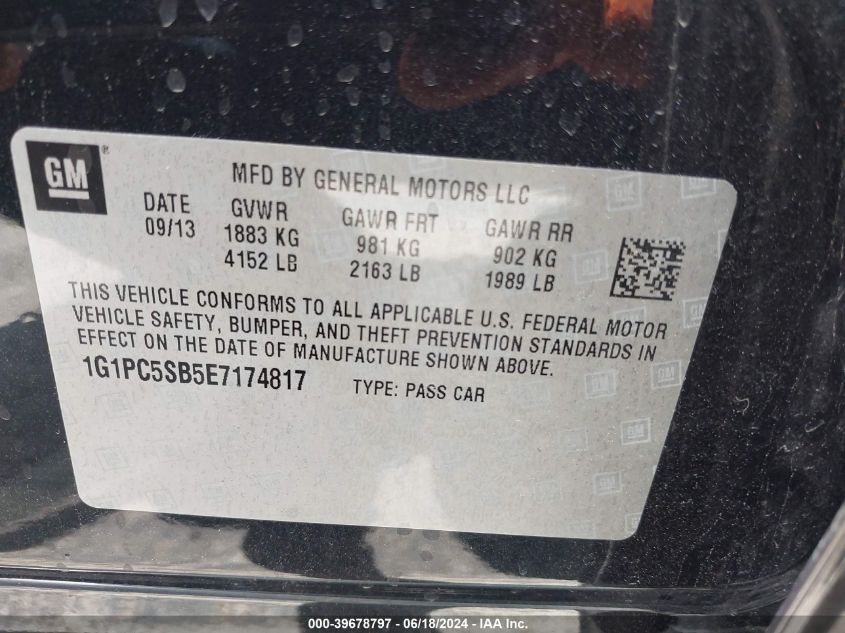 GM®
MFD BY GENERAL MOTORS LLC
DATE GVWR GAWR FRT GAWR RR
09/13 1883 KG 981 KG 902 KG
4152 LB 2163 LB 1989 LB
THIS VEHICLE CONFORMS TO ALL APPLICABLE U.S. FEDERAL MOTOR
VEHICLE SAFETY, BUMPER, AND THEFT PREVENTION STANDARDS IN
EFFECT ON THE DATE OF MANUFACTURE SHOWN ABOVE.
1G1PC5SB5E7174817 TYPE: PASS CAR
000-39678797 - 06/18/2024 - IAA Inc.